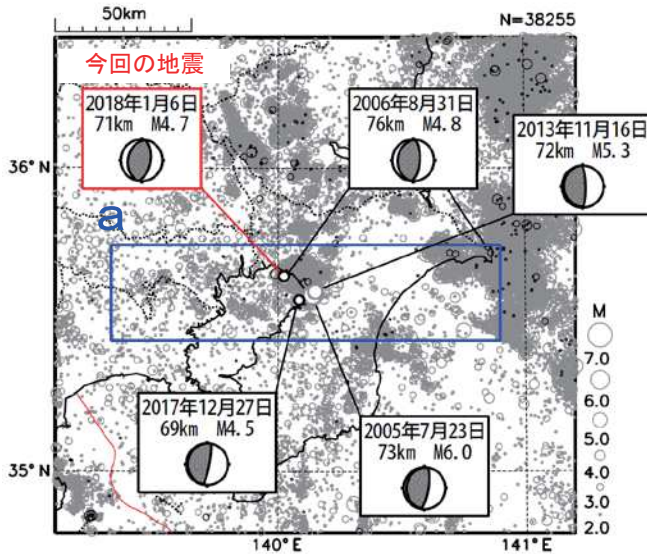 50km
N=38255
今回の地震
2018年1月6日
71km M4.7
2006年8月31日
76km M4.8
2013年11月16日
72km M5.3
36°N
a
M
7.0
6.0
5.0
4.0
3.0
2.0
2017年12月27日
69km M4.5
2005年7月23日
73km M6.0
35°N
140°E
141°E